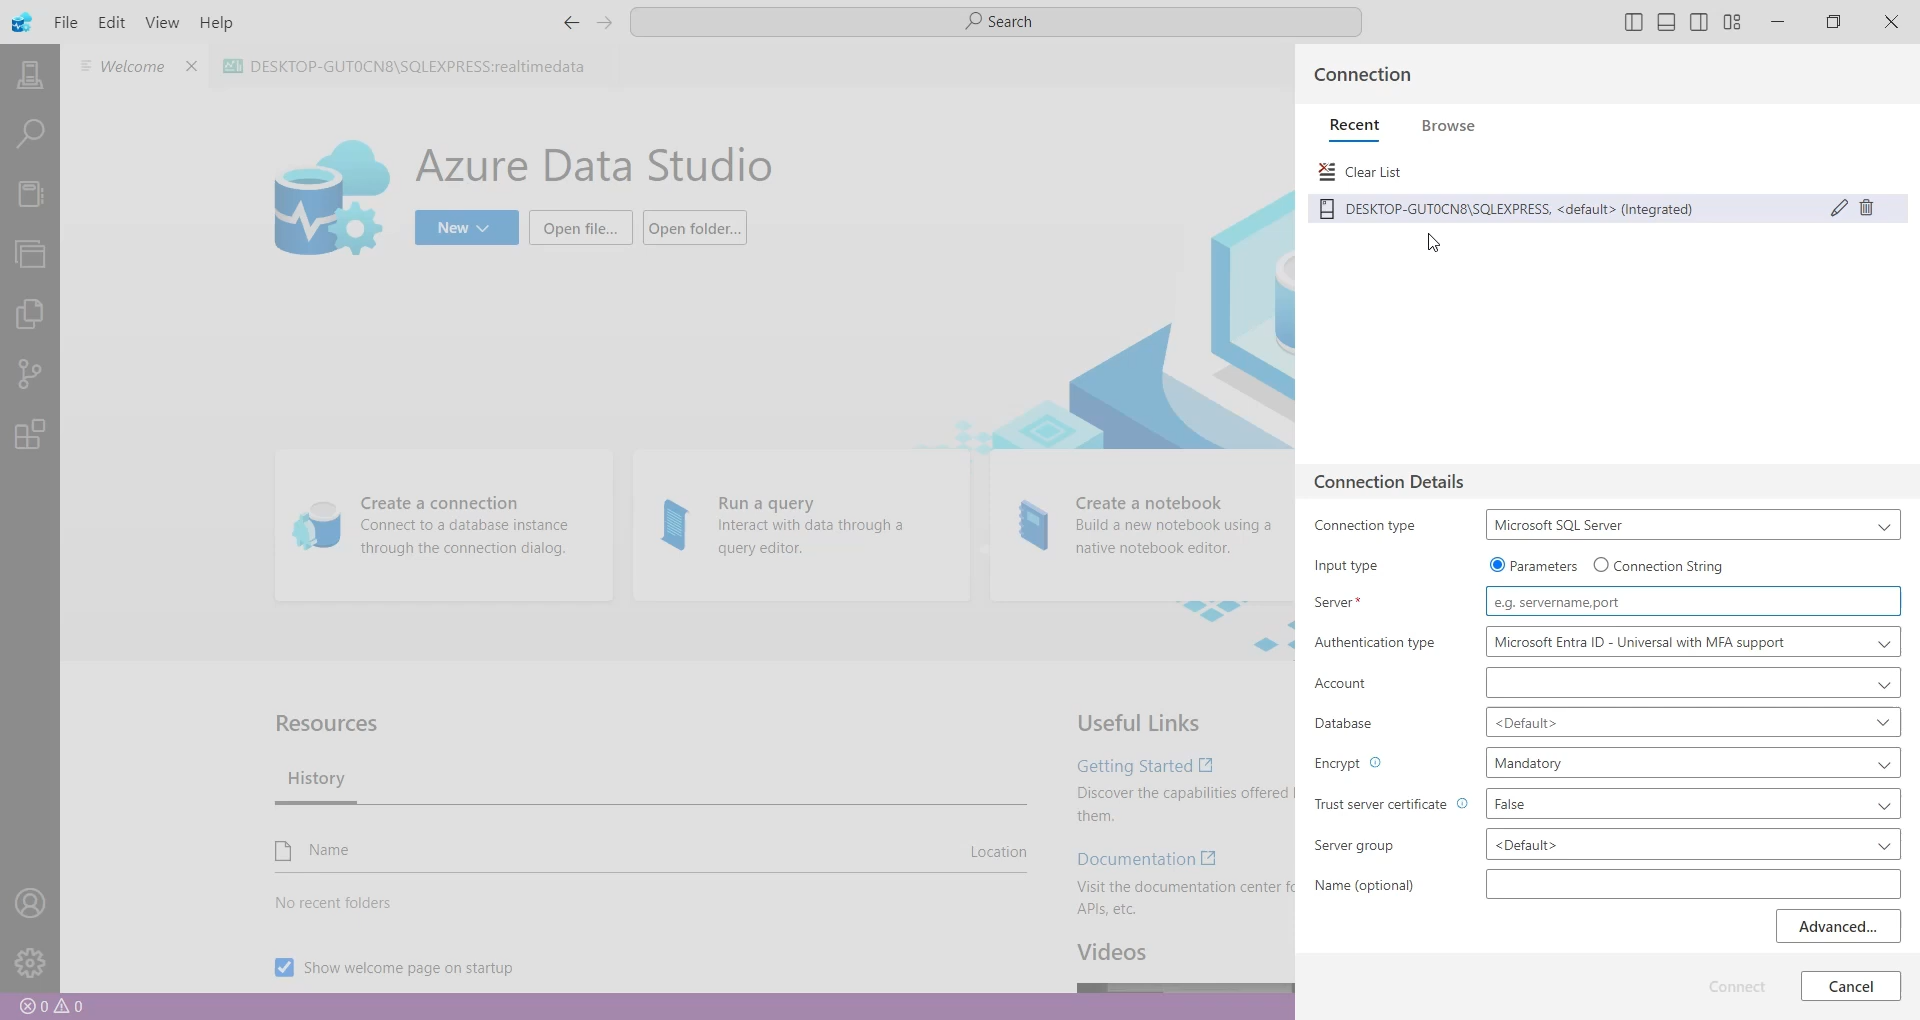 File Edit View Help
Search
Welcome
DESKTOP-GUT0CN8\SQLEXPRESS:realtimedata
Azure Data Studio
New
Open file...
Open folder...
Create a connection
Connect to a database instance
through the connection dialog.
Run a query
Interact with data through a
query editor.
Create a notebook
Build a new notebook using a
native notebook editor.
Resources
History
Name
Location
No recent folders
Show welcome page on startup
Useful Links
Getting Started
Discover the capabilities offered
them.
Documentation
Visit the documentation center
APIs, etc.
Videos
0 0
Connection
Recent Browse
Clear List
DESKTOP-GUT0CN8\SQLEXPRESS, <default> (Integrated)
Connection Details
Connection type Microsoft SQL Server
Input type Parameters Connection String
Server* e.g. servername,port
Authentication type Microsoft Entra ID - Universal with MFA support
Account
Database <Default>
Encrypt Mandatory
Trust server certificate False
Server group <Default>
Name (optional)
Advanced...
Connect Cancel